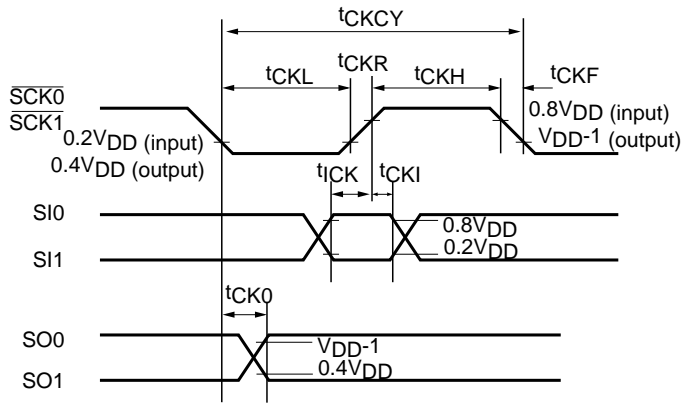 tCKCY
tCKR
tCKL
tCKH
tCKF
SCK0
SCK1
0.2VDD (input)
0.4VDD (output)
0.8VDD (input)
VDD-1 (output)
tICK
tCKI
SI0
SI1
0.8VDD
0.2VDD
tCK0
SO0
SO1
VDD-1
0.4VDD